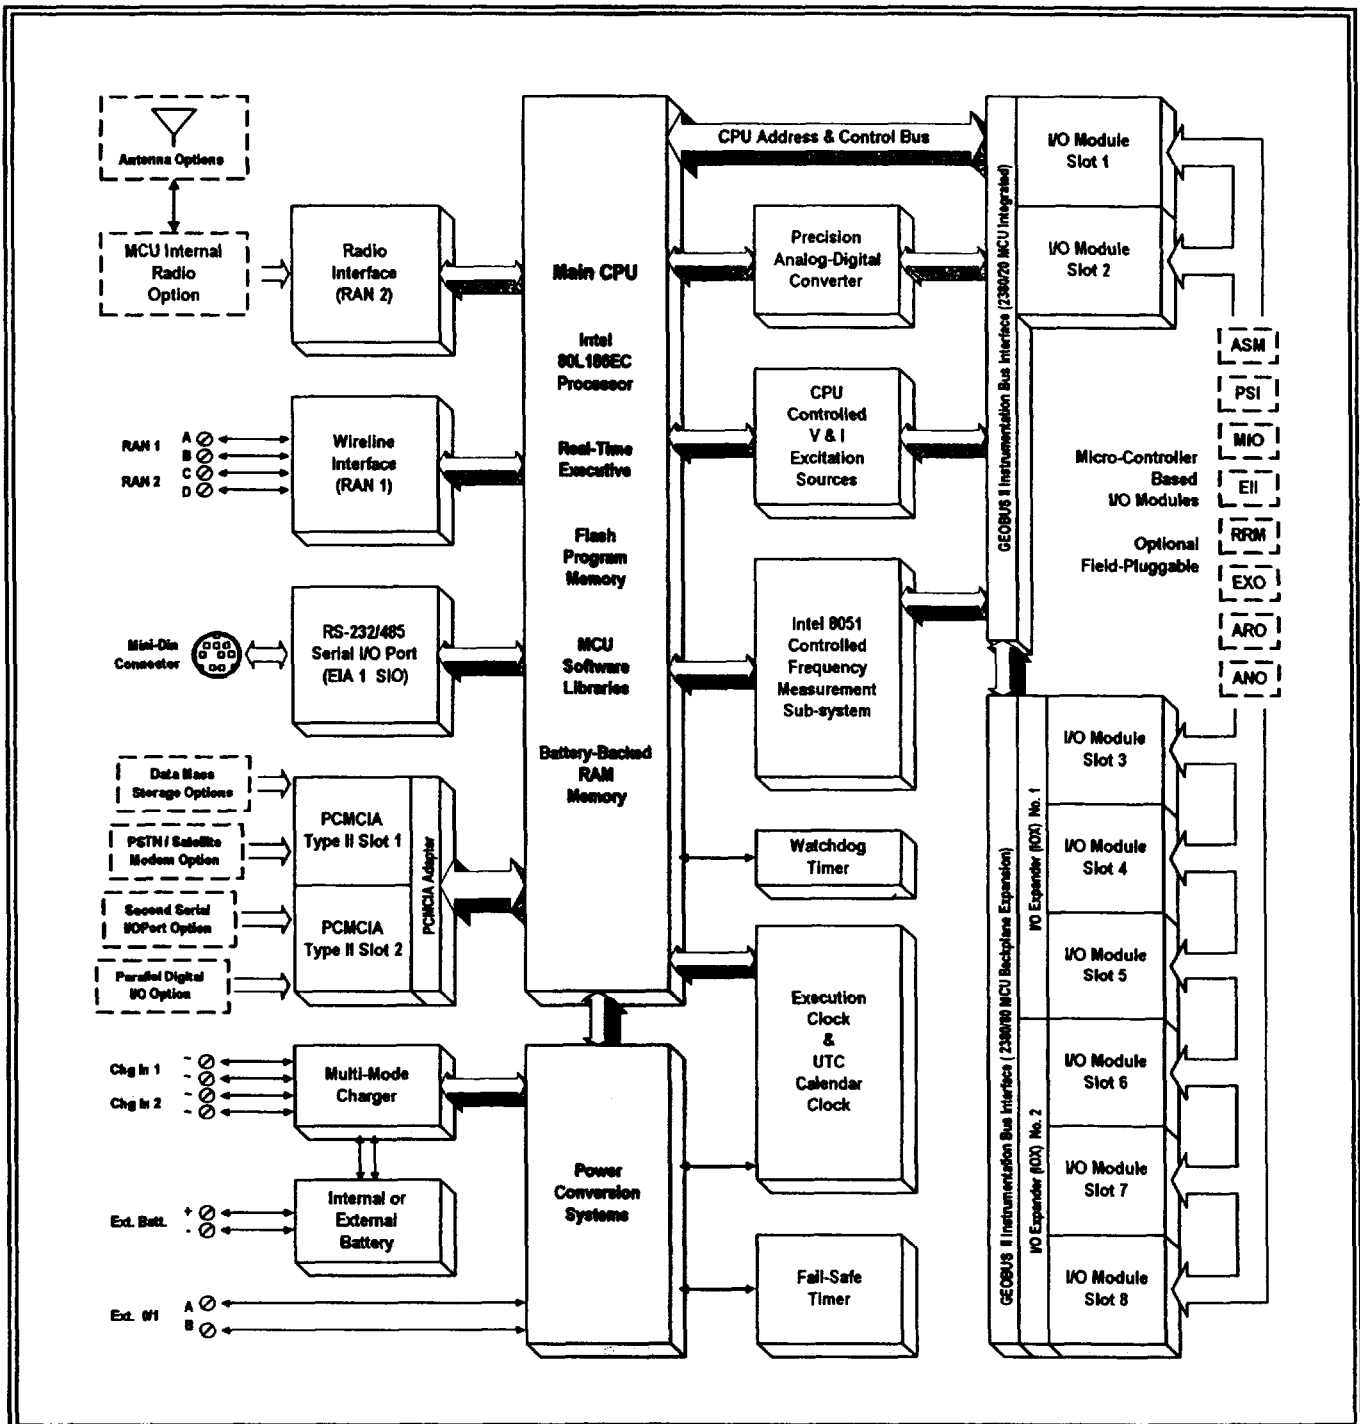 Antenna Options
MCU Internal
Radio
Option
Radio
Interface
(RAN 2)
RAN 1
RAN 2
A
B
C
D
Wireline
Interface
(RAN 1)
Mini-Din
Connector
RS-232/485
Serial I/O Port
(EIA 1 SIO)
Data Mass
Storage Options
PSTN / Satellite
Modem Option
Second Serial
I/OPort Option
Parallel Digital
I/O Option
PCMCIA
Type II Slot 1
PCMCIA
Type II Slot 2
PCMCIA Adapter
Chg In 1
Chg In 2
~
~
~
~
Multi-Mode
Charger
Ext. Batt.
+
-
Internal or
External
Battery
Ext. 0/1
A
B
Main CPU
Intel
80L186EC
Processor
Real-Time
Executive
Flash
Program
Memory
MCU
Software
Libraries
Battery-Backed
RAM
Memory
Power
Conversion
Systems
CPU Address & Control Bus
Precision
Analog-Digital
Converter
CPU
Controlled
V & I
Excitation
Sources
Intel 8051
Controlled
Frequency
Measurement
Sub-system
Watchdog
Timer
Execution
Clock
&
UTC
Calendar
Clock
Fail-Safe
Timer
GEOBUS II Instrumentation Bus Interface (2380/20 MCU Integrated)
I/O Module
Slot 1
I/O Module
Slot 2
Micro-Controller
Based
I/O Modules
Optional
Field-Pluggable
ASM
PSI
MIO
EII
RRM
EXO
ARO
ANO
GEOBUS II Instrumentation Bus Interface ( 2380/80 MCU Backplane Expansion)
I/O Expander (IOX) No. 1
I/O Expander (IOX) No. 2
I/O Module
Slot 3
I/O Module
Slot 4
I/O Module
Slot 5
I/O Module
Slot 6
I/O Module
Slot 7
I/O Module
Slot 8